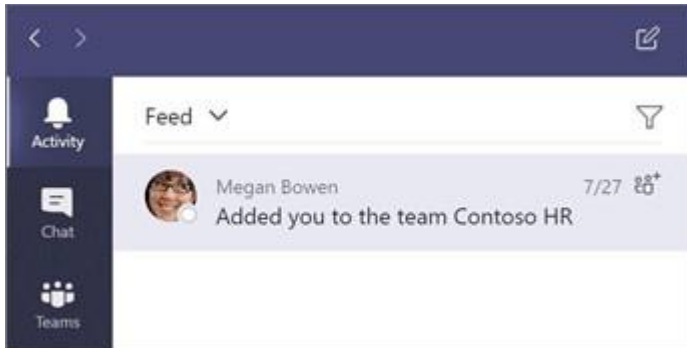 Activity
Chat
Teams
Feed
Megan Bowen 7/27
Added you to the team Contoso HR